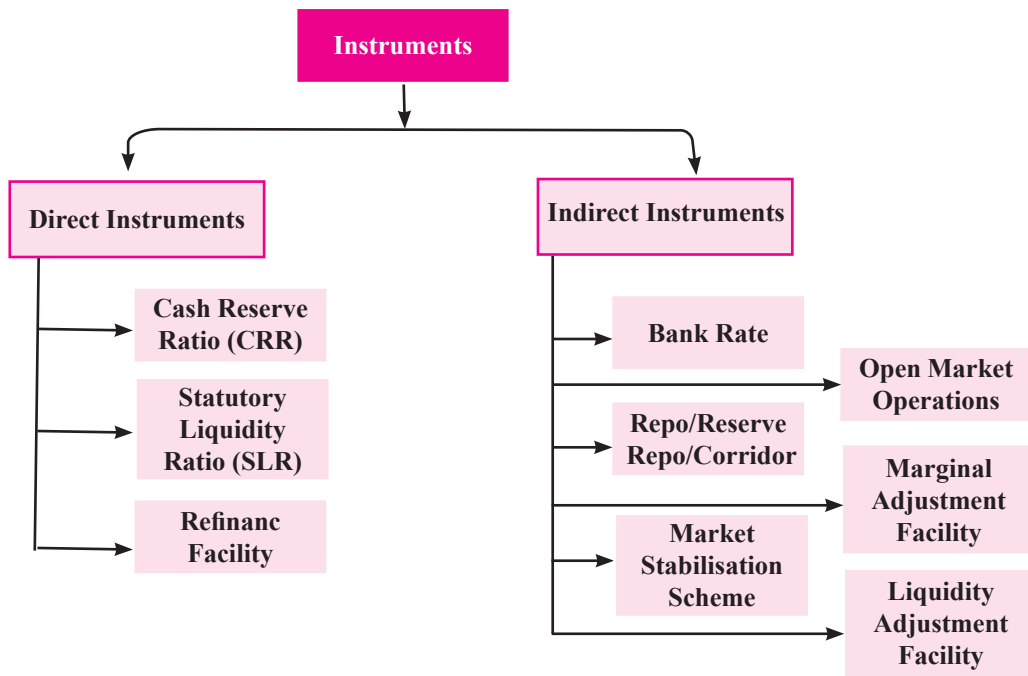 Instruments
Direct Instruments
Cash Reserve
Ratio (CRR)
Statutory
Liquidity
Ratio (SLR)
Refinanc
Facility
Indirect Instruments
Bank Rate
Open Market
Operations
Repo/Reserve
Repo/Corridor
Marginal
Adjustment
Facility
Market
Stabilisation
Scheme
Liquidity
Adjustment
Facility